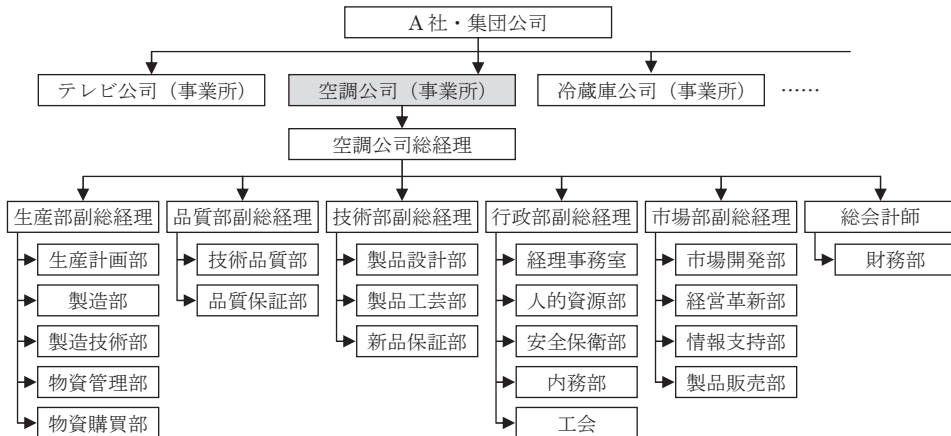 A社・集団公司
テレビ公司（事業所）
空調公司（事業所）
冷蔵庫公司（事業所）
……
空調公司総経理
生産部副総経理
品質部副総経理
技術部副総経理
行政部副総経理
市場部副総経理
総会計師
生産計画部
技術品質部
製品設計部
経理事務室
市場開発部
財務部
製造部
品質保証部
製品工芸部
人的資源部
経営革新部
製造技術部
新品保証部
安全保衛部
情報支持部
物資管理部
内務部
製品販売部
物資購買部
工会